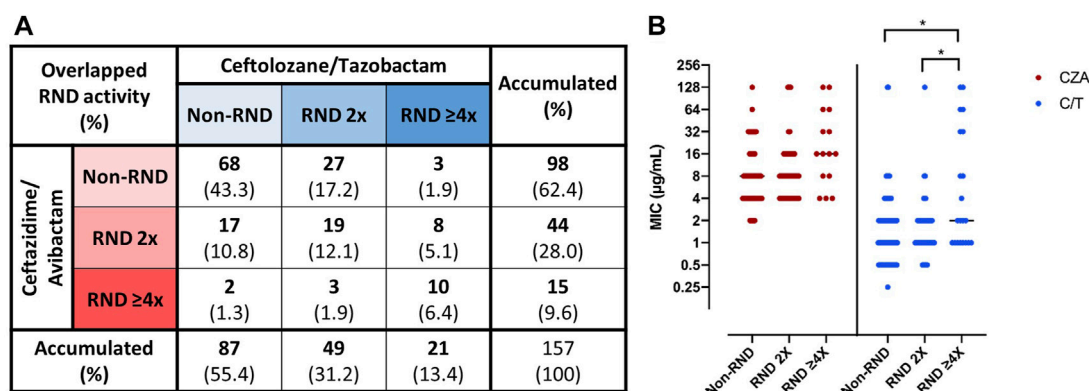 A
Overlapped
RND activity
(%)
Ceftolozane/Tazobactam
Accumulated
(%)
Non-RND
RND 2x
RND ≥4x
Ceftazidime/
Avibactam
Non-RND
68
(43.3)
27
(17.2)
3
(1.9)
98
(62.4)
RND 2x
17
(10.8)
19
(12.1)
8
(5.1)
44
(28.0)
RND ≥4x
2
(1.3)
3
(1.9)
10
(6.4)
15
(9.6)
Accumulated
(%)
87
(55.4)
49
(31.2)
21
(13.4)
157
(100)
B
MIC (µg/mL)
256
128
64
32
16
8
4
2
1
0.5
0.25
*
*
CZA
C/T
Non-RND
RND 2X
RND ≥4X
Non-RND
RND 2X
RND ≥4X